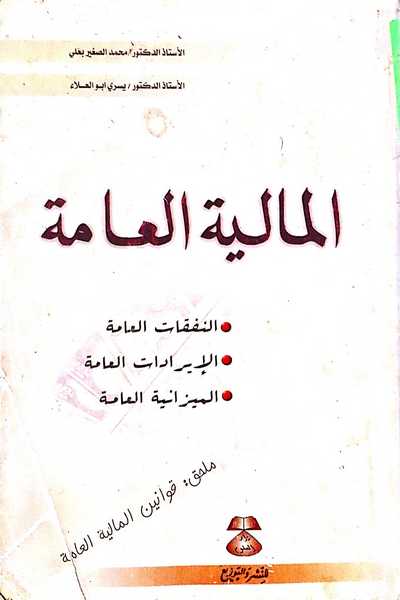 الأستاذ الدكتور/محمد الصغير بعلي
الأستاذ الدكتور/يسري ابو العلاء
المالية العامة
النفقات العامة
الإيرادات العامة
الميزانية العامة
ملحق: قوانين المالية العامة
للنشر والتوزيع